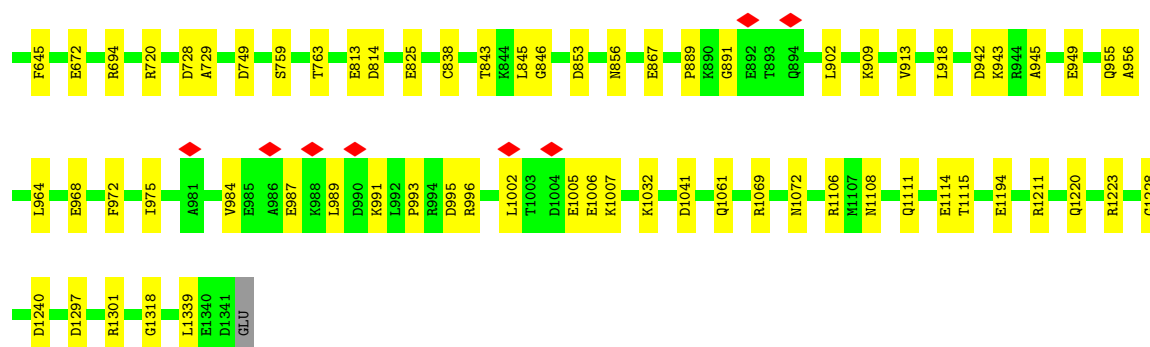 F645 E672 R694 R720 D728 A729 D749 S759 T763 E813 D814 E825 C838 T843 K844 L845 G846 D853 N856 E867 P889 K890 G891 E892 T893 Q894 L902 K909 V913 L918 D942 K943 R944 A945 E949 Q955 A956
L964 E968 F972 I975 A981 V984 E985 A986 E987 K988 L989 D990 K991 L992 P993 R994 D995 R996 L1002 T1003 D1004 E1005 E1006 K1007 K1032 D1041 Q1061 R1069 N1072 R1106 M1107 N1108 Q1111 E1114 T1115 E1194 R1211 Q1220 R1223 G1228
D1240 D1297 R1301 G1318 L1339 E1340 D1341 GLU